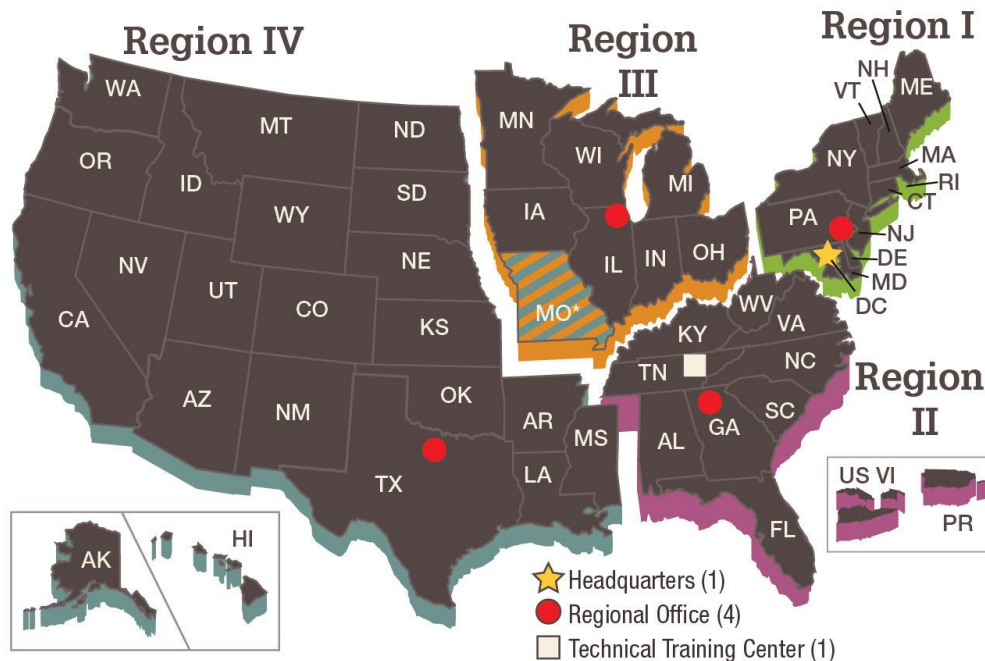 Region IV
Region
III
Region I
WA
OR
CA
NV
ID
MT
WY
UT
AZ
CO
NM
ND
SD
NE
KS
OK
TX
AR
LA
MS
MN
IA
MO*
WI
IL
MI
IN
OH
NH
VT
ME
NY
MA
RI
CT
PA
NJ
DE
MD
DC
WV
KY
VA
TN
NC
SC
GA
AL
FL
Region
II
US VI
PR
AK
HI
Headquarters (1)
Regional Office (4)
Technical Training Center (1)